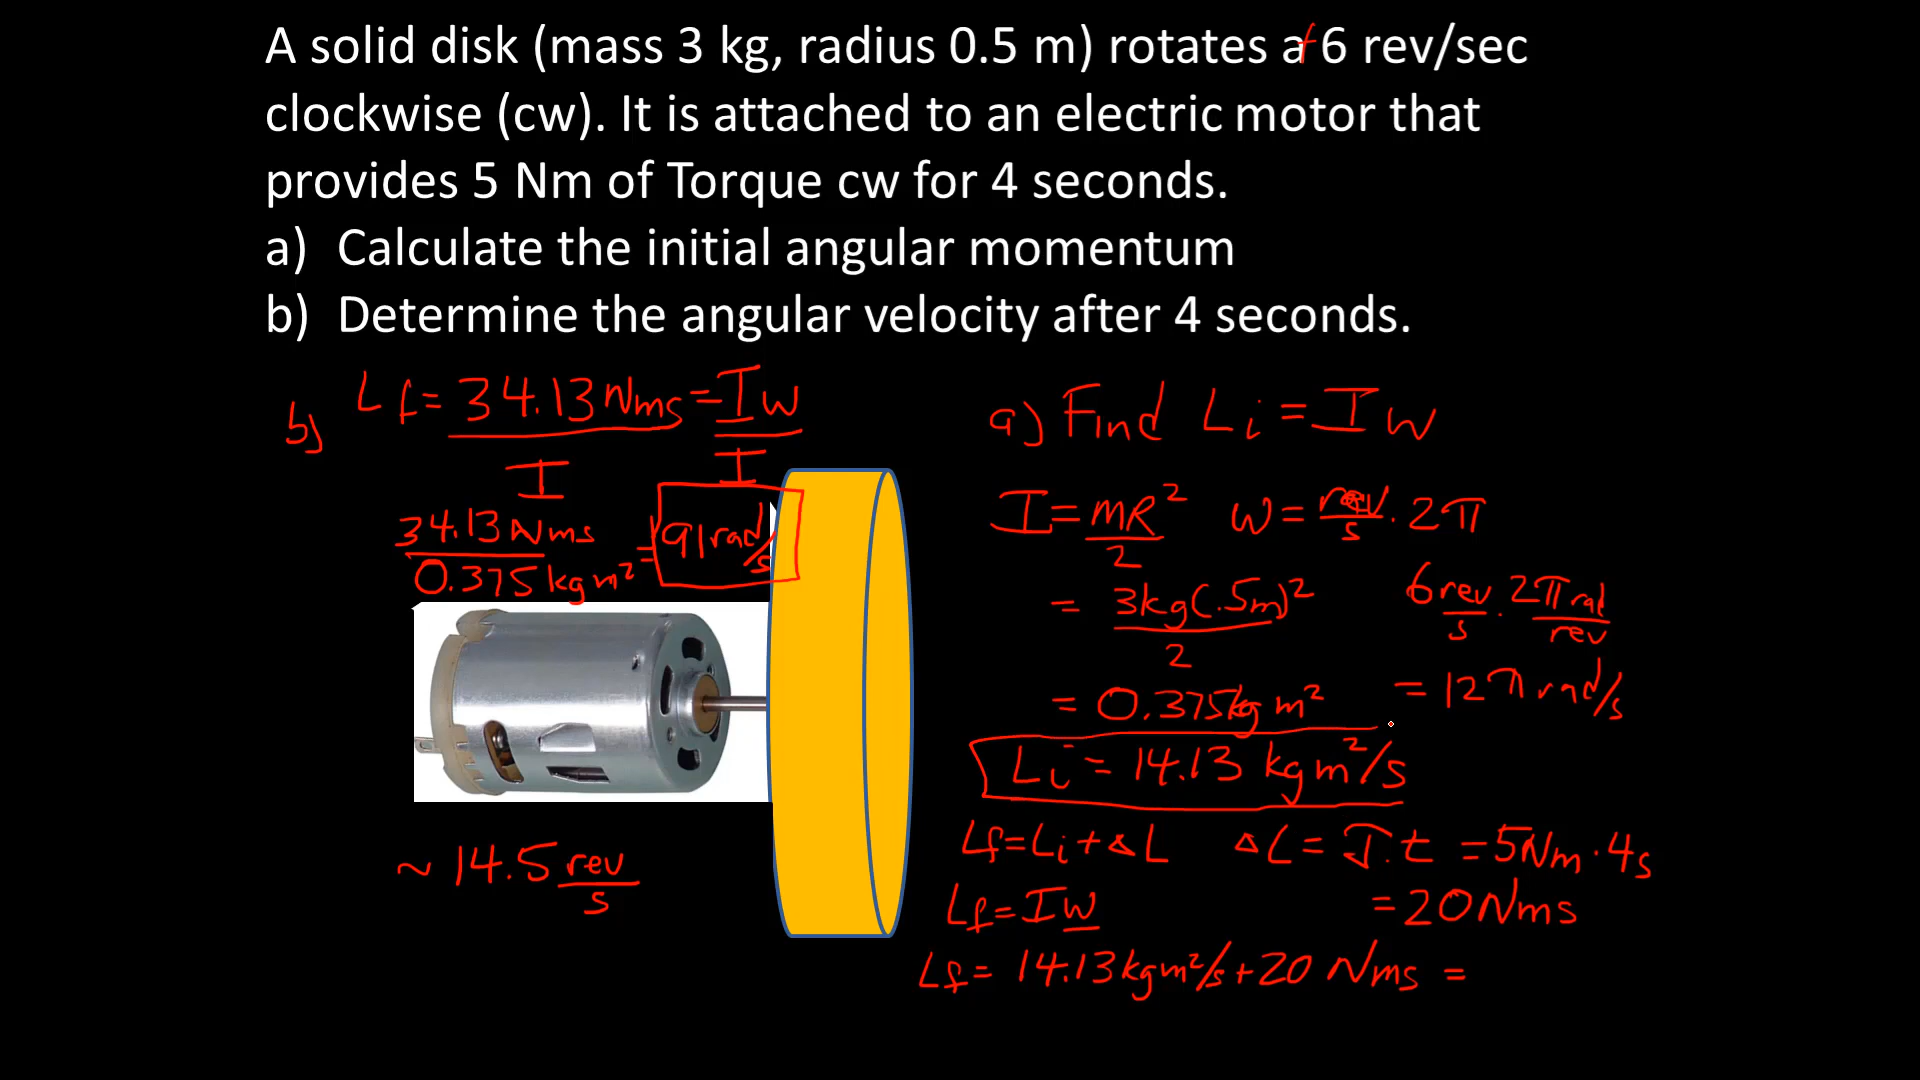 A solid disk (mass 3 kg, radius 0.5 m) rotates at 6 rev/sec
clockwise (cw). It is attached to an electric motor that
provides 5 Nm of Torque cw for 4 seconds.
a) Calculate the initial angular momentum
b) Determine the angular velocity after 4 seconds.
b) Lf = 34.13 Nms / I = Iw / I
34.13 Nms / 0.375 kg m² = 91 rad/s
~ 14.5 rev/s
a) Find Li = Iw
I = mR²/2 w = rev/s · 2π
= 3kg(.5m)²/2 6 rev/s · 2π rad/rev
= 0.375 kg m² = 12π rad/s
Li = 14.13 kg m²/s
Lf = Li + ΔL ΔL = τ · t = 5Nm · 4s
Lf = Iw = 20 Nms
Lf = 14.13 kg m²/s + 20 Nms =